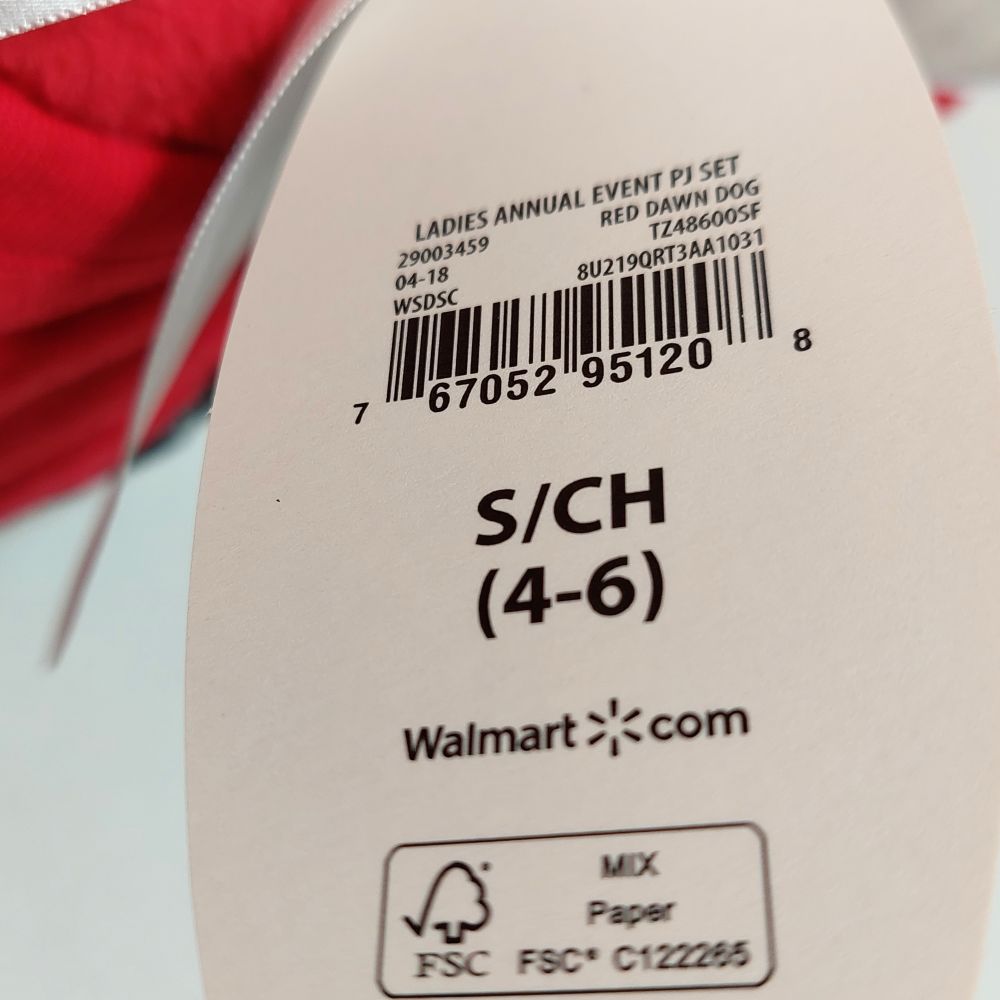 LADIES ANNUAL EVENT PJ SET
29003459 RED DAWN DOG
04-18 TZ48600SF
WSDSC 8U219QRT3AA1031
7 67052 95120 8
S/CH
(4-6)
Walmart com
MIX
Paper
FSC FSC® C122265